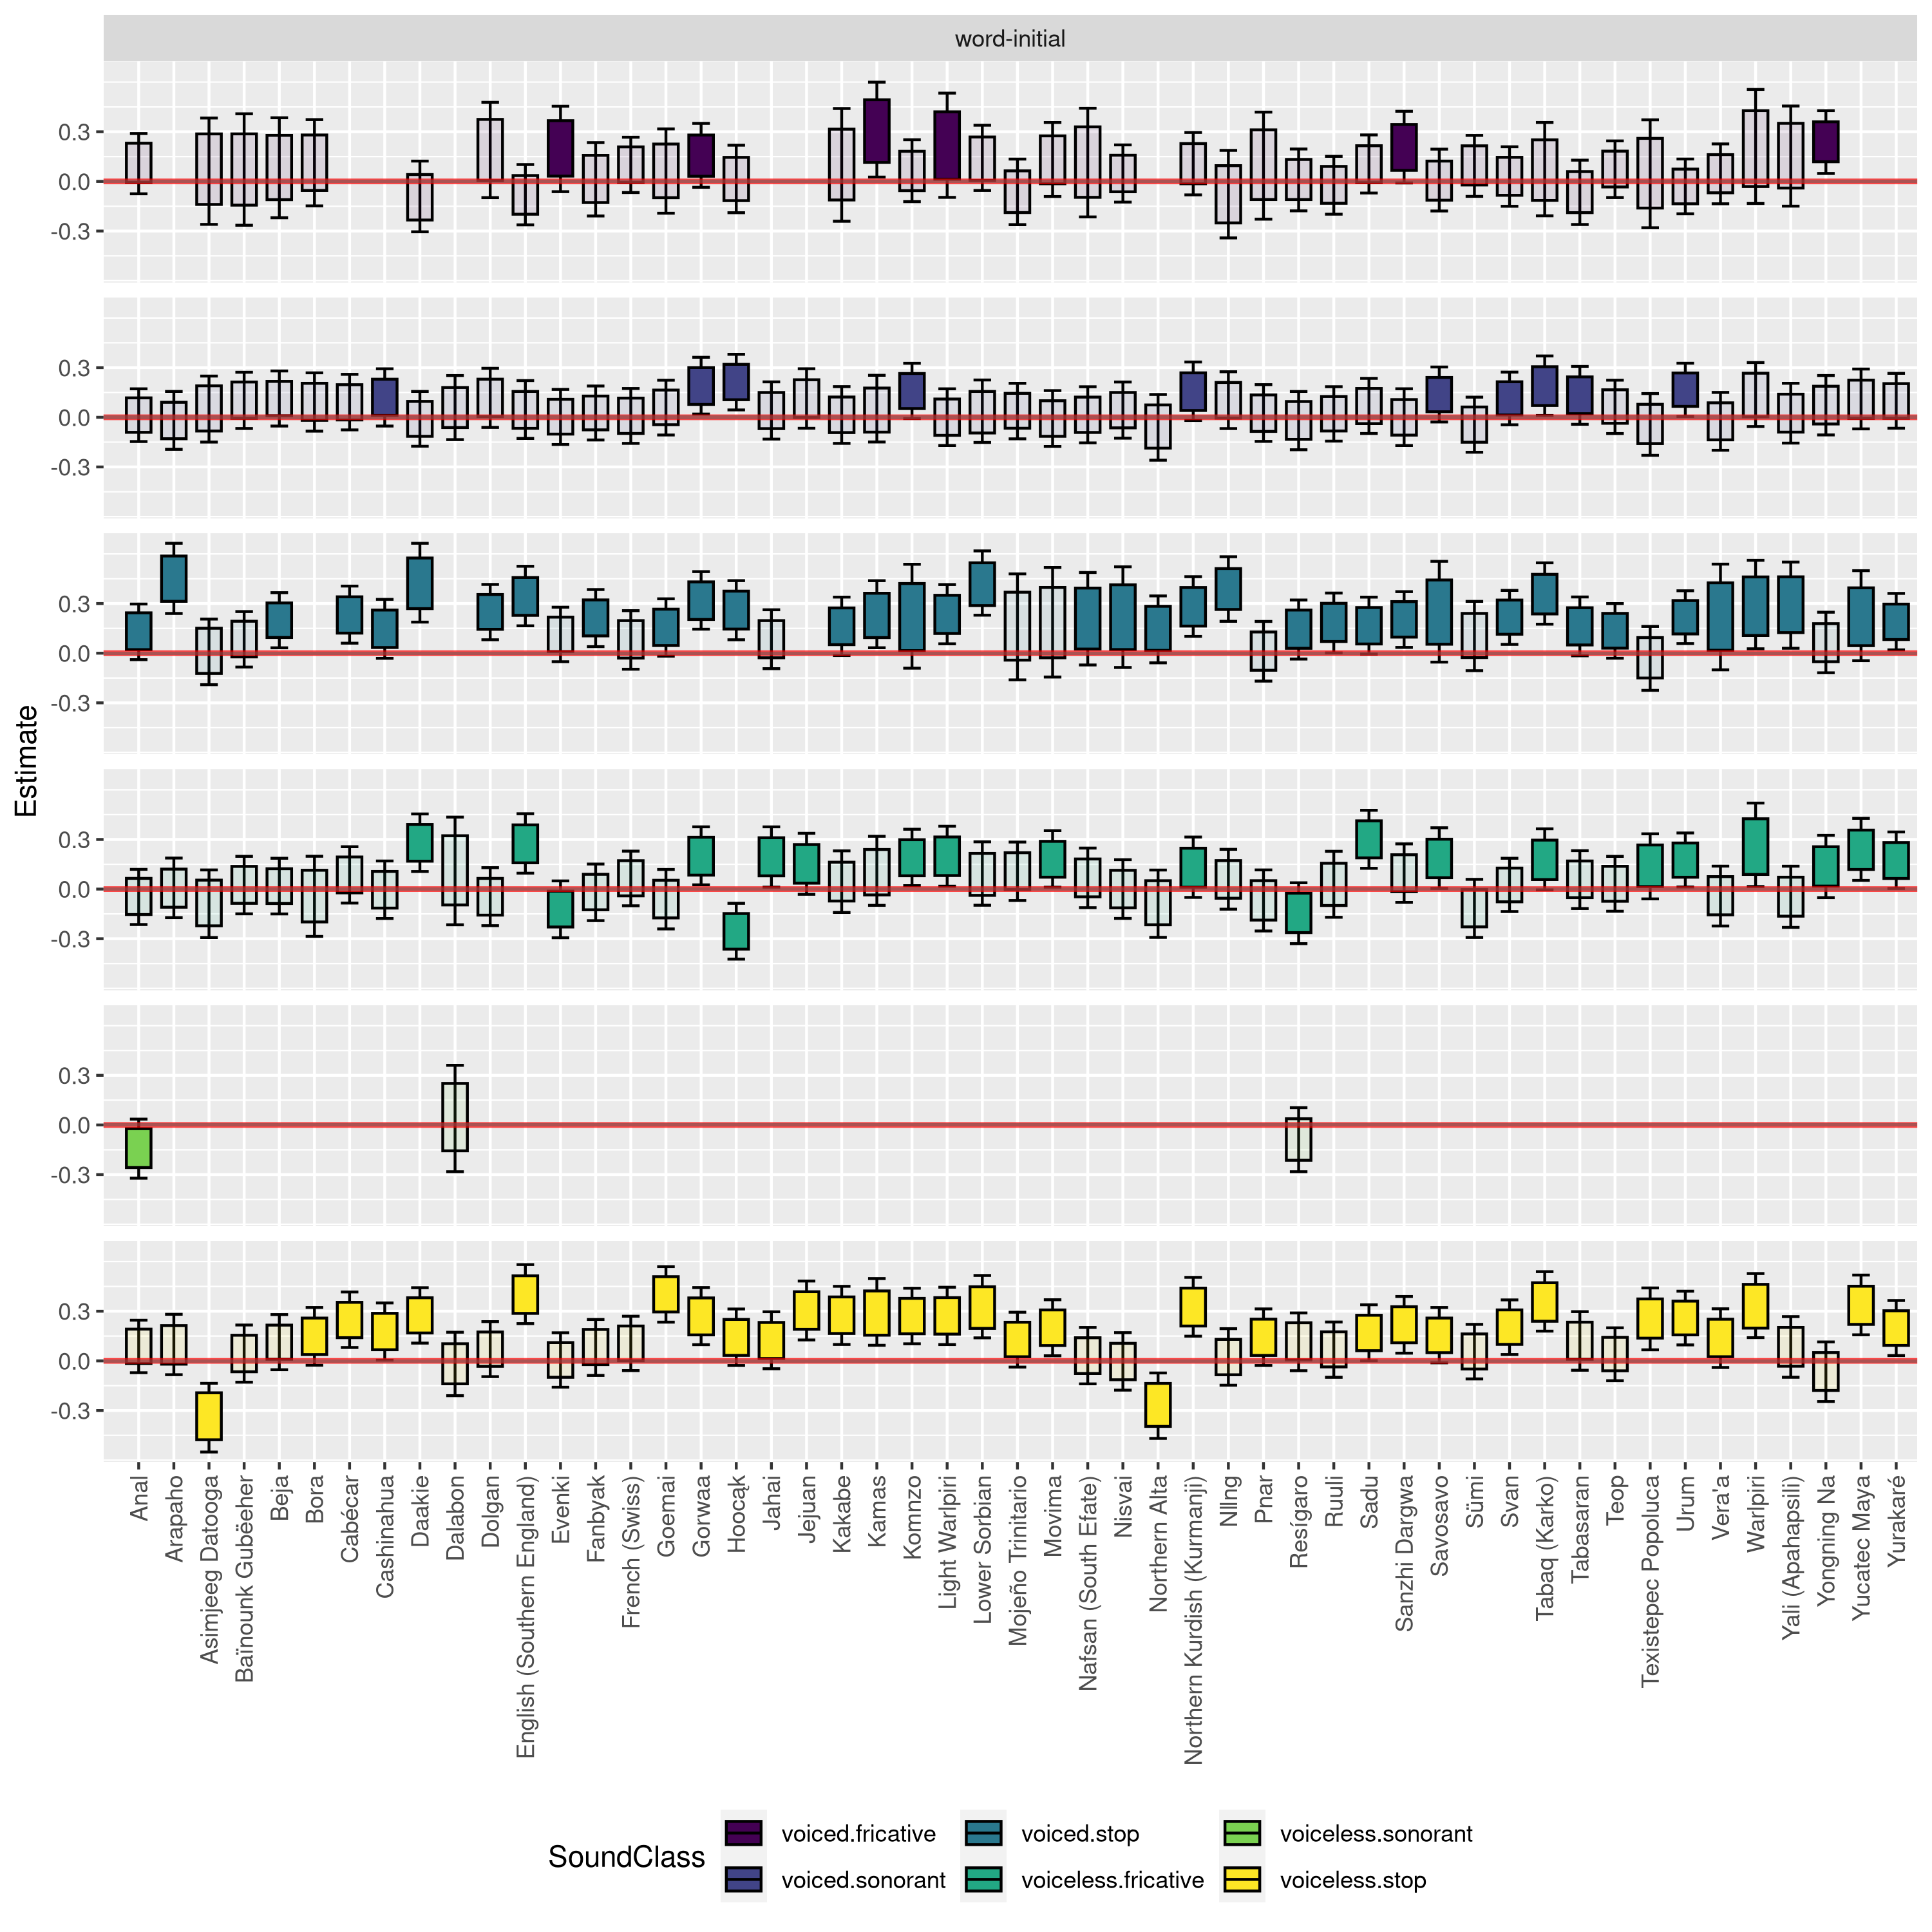 word-initial
0.3
0.0
-0.3
0.3
0.0
-0.3
0.3
0.0
-0.3
0.3
0.0
-0.3
0.3
0.0
-0.3
0.3
0.0
-0.3
Estimate
Anal
Arapaho
Asimjeeg Datooga
Baïnounk Gubëeher
Beja
Bora
Cabécar
Cashinahua
Daakie
Dalabon
Dolgan
English (Southern England)
Evenki
Fanbyak
French (Swiss)
Goemai
Gorwaa
Hoocąk
Jahai
Jejuan
Kakabe
Kamas
Komnzo
Light Warlpiri
Lower Sorbian
Mojeño Trinitario
Movima
Nafsan (South Efate)
Nisvai
Northern Alta
Northern Kurdish (Kurmanji)
Nllng
Pnar
Resígaro
Ruuli
Sadu
Sanzhi Dargwa
Savosavo
Sümi
Svan
Tabaq (Karko)
Tabasaran
Teop
Texistepec Popoluca
Urum
Vera'a
Warlpiri
Yali (Apahapsili)
Yongning Na
Yucatec Maya
Yurakaré
SoundClass
voiced.fricative
voiced.stop
voiceless.sonorant
voiced.sonorant
voiceless.fricative
voiceless.stop